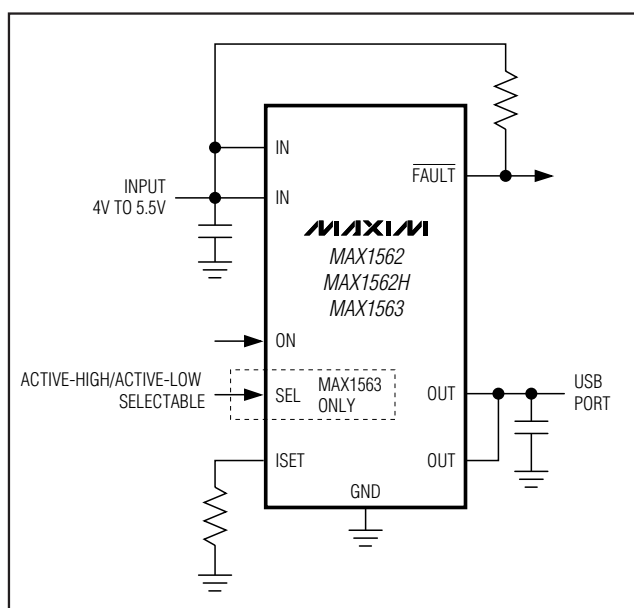 IN
FAULT
INPUT
4V TO 5.5V
IN
MAXIM
MAX1562
MAX1562H
MAX1563
ON
ACTIVE-HIGH/ACTIVE-LOW
SELECTABLE
SEL
MAX1563
ONLY
OUT
USB
PORT
ISET
OUT
GND